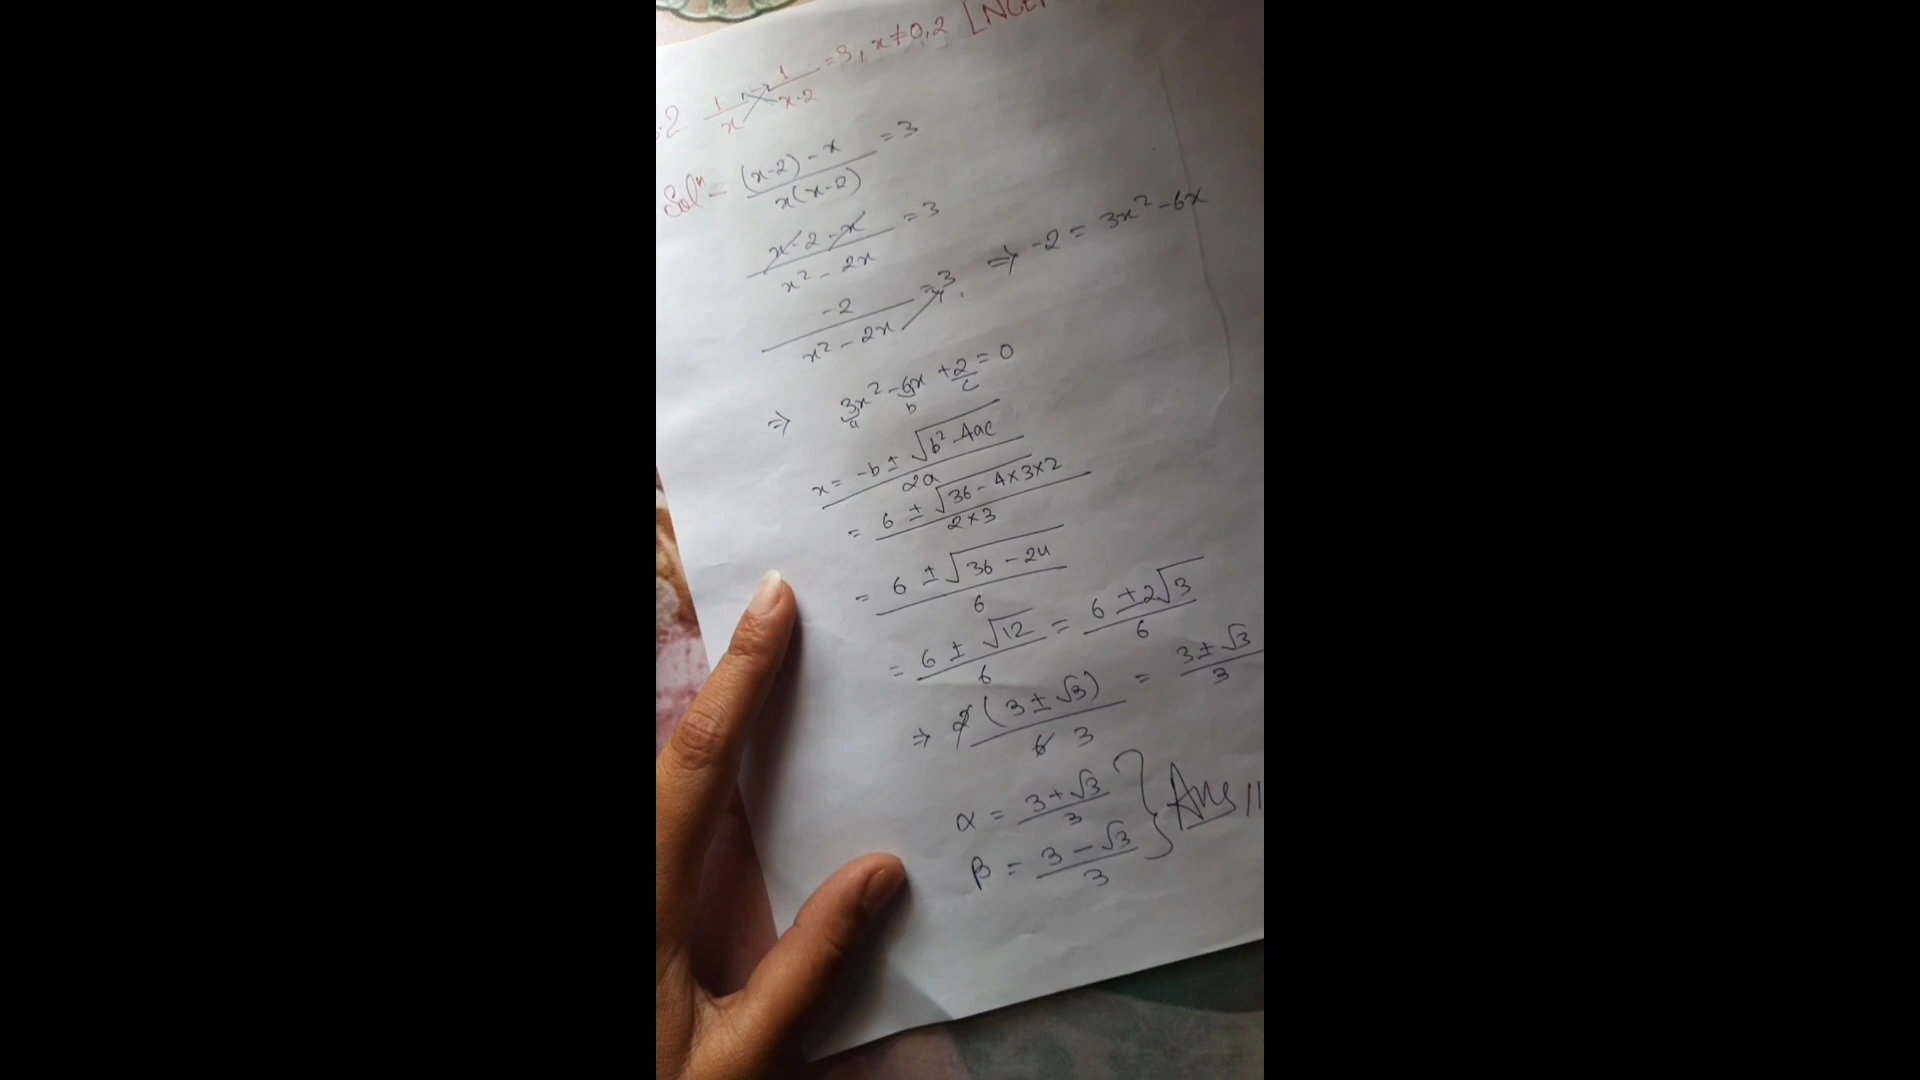 .2 1/x - 1/(x-2) = 3, x≠0,2 [NCE
Solⁿ - ((x-2) - x)/(x(x-2)) = 3
(x-2-x)/(x²-2x) = 3
-2/(x²-2x) = 3 ⇒ -2 = 3x²-6x
⇒ 3x²-6x+2=0
a b c
x = (-b ± √(b²-4ac))/(2a)
= (6 ± √(36-4×3×2))/(2×3)
= (6 ± √(36-24))/6
= (6 ± √12)/6 = (6 ± 2√3)/6
⇒ 2(3±√3)/6 3 = (3±√3)/3
α = (3+√3)/3
β = (3-√3)/3 } Ans //